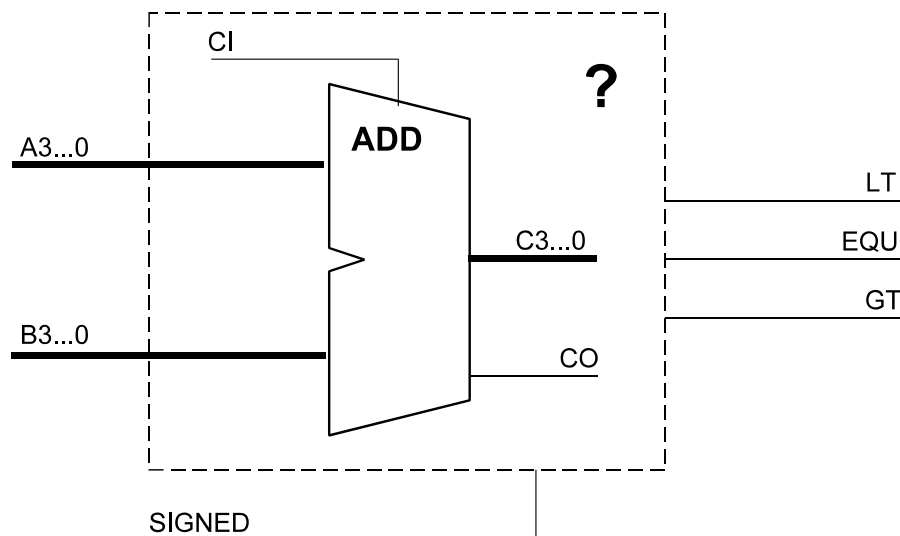 CI
?
ADD
A3...0
LT
C3...0
EQU
GT
B3...0
CO
SIGNED